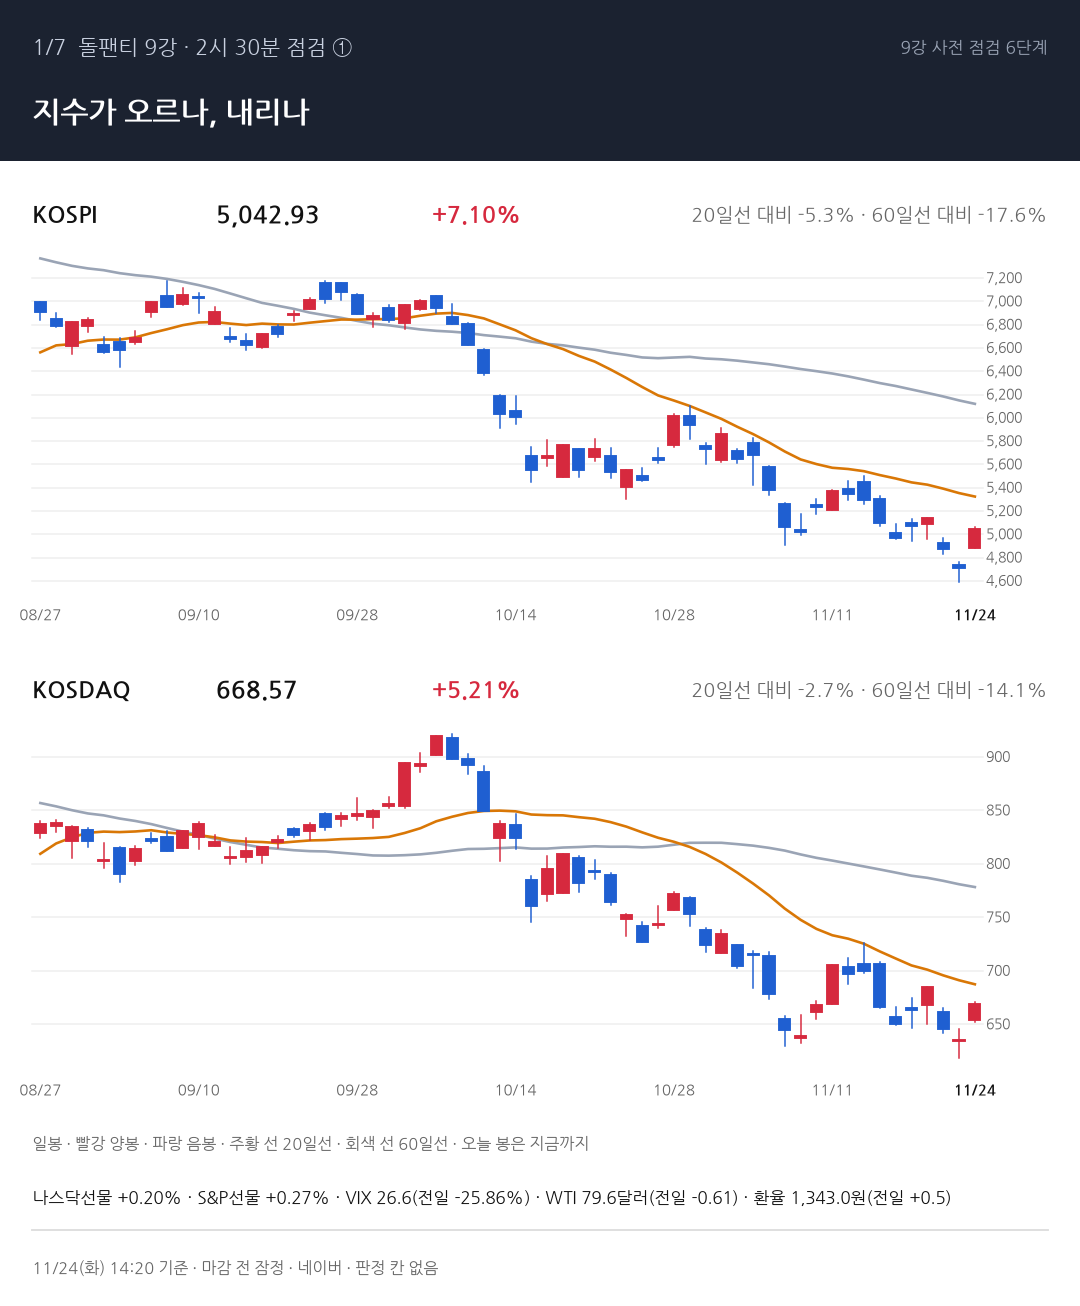 1/7 돌팬티 9강 · 2시 30분 점검 ①
9강 사전 점검 6단계
지수가 오르나, 내리나
KOSPI 5,042.93 +7.10% 20일선 대비 -5.3% · 60일선 대비 -17.6%
7,200
7,000
6,800
6,600
6,400
6,200
6,000
5,800
5,600
5,400
5,200
5,000
4,800
4,600
08/27 09/10 09/28 10/14 10/28 11/11 11/24
KOSDAQ 668.57 +5.21% 20일선 대비 -2.7% · 60일선 대비 -14.1%
900
850
800
750
700
650
08/27 09/10 09/28 10/14 10/28 11/11 11/24
일봉 · 빨강 양봉 · 파랑 음봉 · 주황 선 20일선 · 회색 선 60일선 · 오늘 봉은 지금까지
나스닥선물 +0.20% · S&P선물 +0.27% · VIX 26.6(전일 -25.86%) · WTI 79.6달러(전일 -0.61) · 환율 1,343.0원(전일 +0.5)
11/24(화) 14:20 기준 · 마감 전 잠정 · 네이버 · 판정 칸 없음